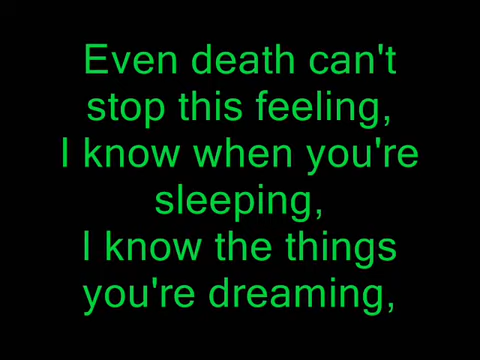 Even death can't
stop this feeling,
I know when you're
sleeping,
I know the things
you're dreaming,